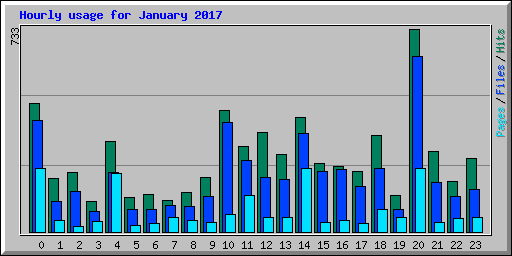 Hourly usage for January 2017
733
Pages/Files/Hits
0 1 2 3 4 5 6 7 8 9 10 11 12 13 14 15 16 17 18 19 20 21 22 23